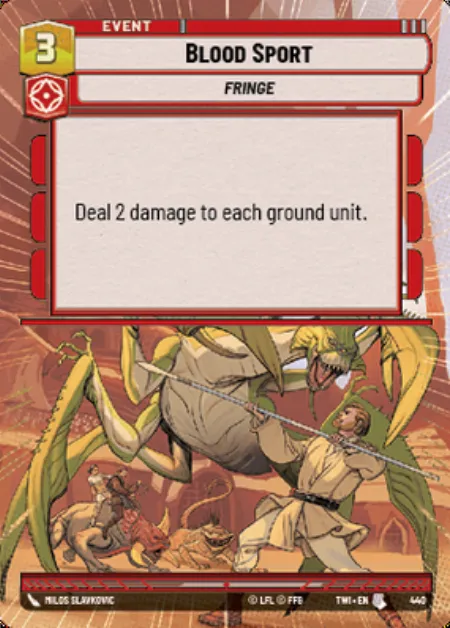 EVENT
3
BLOOD SPORT
FRINGE
Deal 2 damage to each ground unit.
MILOS SLAVKOVIC
© LFL © FFG
TWI • EN
440